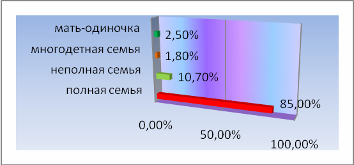 мать-одиночка 2,50%
многодетная семья 1,80%
неполная семья 10,70%
полная семья 85,00%
0,00% 50,00% 100,00%